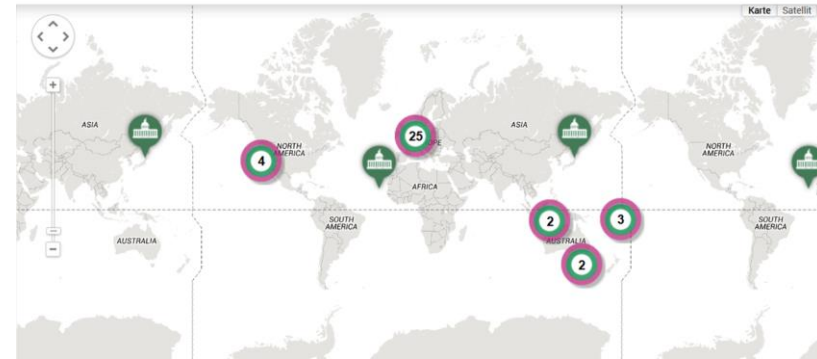 Karte Satellit
ASIA
NORTH
AMERICA
4
25
OPE
ASIA
NORTH
AMERICA
AFRICA
SOUTH
AMERICA
2
3
SOUTH
AMERICA
AUSTRALIA
AUSTRALIA
2